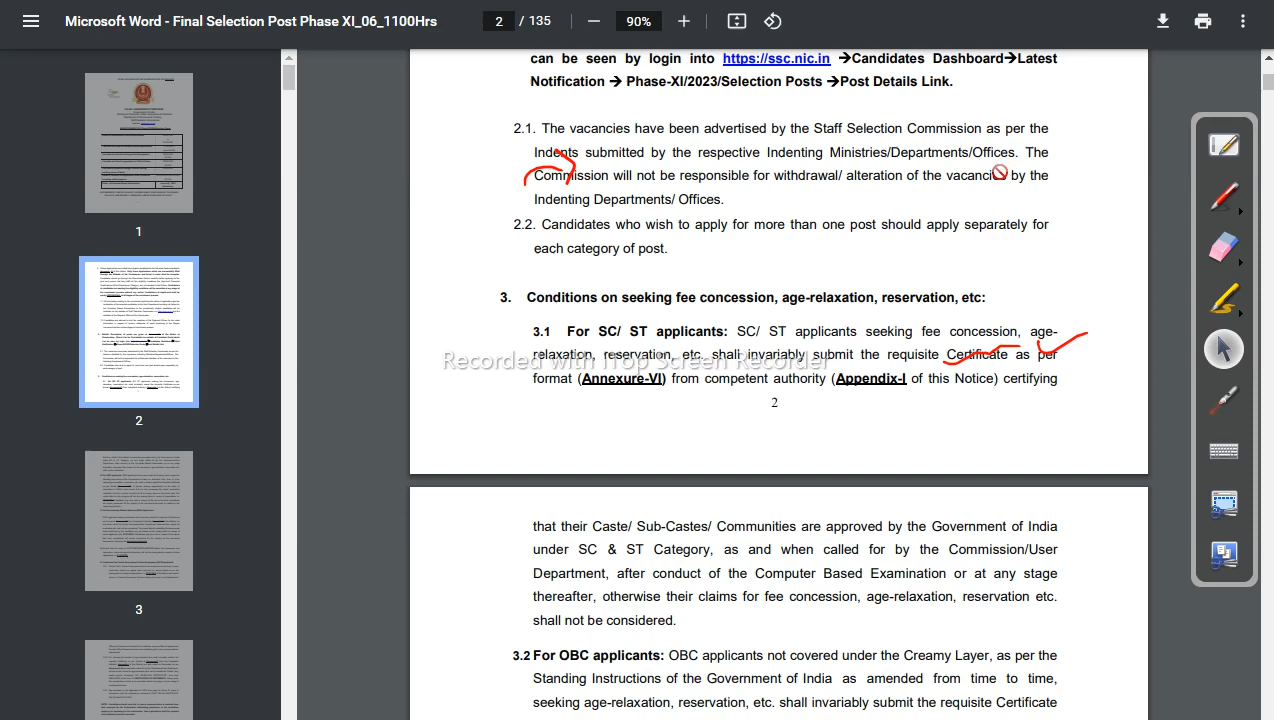 Microsoft Word - Final Selection Post Phase XI_06_1100Hrs
2 / 135
90%
can be seen by login into https://ssc.nic.in →Candidates Dashboard→Latest
Notification → Phase-XI/2023/Selection Posts →Post Details Link.
2.1. The vacancies have been advertised by the Staff Selection Commission as per the
Indents submitted by the respective Indenting Ministries/Departments/Offices. The
Commission will not be responsible for withdrawal/ alteration of the vacancies by the
Indenting Departments/ Offices.
2.2. Candidates who wish to apply for more than one post should apply separately for
each category of post.
3. Conditions on seeking fee concession, age-relaxation, reservation, etc:
3.1 For SC/ ST applicants: SC/ ST applicants seeking fee concession, age-
relaxation, reservation, etc. shall invariably submit the requisite Certificate as per
Recorded with Top Screen Recorder
format (Annexure-VI) from competent authority (Appendix-I of this Notice) certifying
2
that their Caste/ Sub-Castes/ Communities are approved by the Government of India
under SC & ST Category, as and when called for by the Commission/User
Department, after conduct of the Computer Based Examination or at any stage
thereafter, otherwise their claims for fee concession, age-relaxation, reservation etc.
shall not be considered.
3.2 For OBC applicants: OBC applicants not covered under the Creamy Layer, as per the
Standing Instructions of the Government of India as amended from time to time,
seeking age-relaxation, reservation, etc. shall invariably submit the requisite Certificate
1
2
3